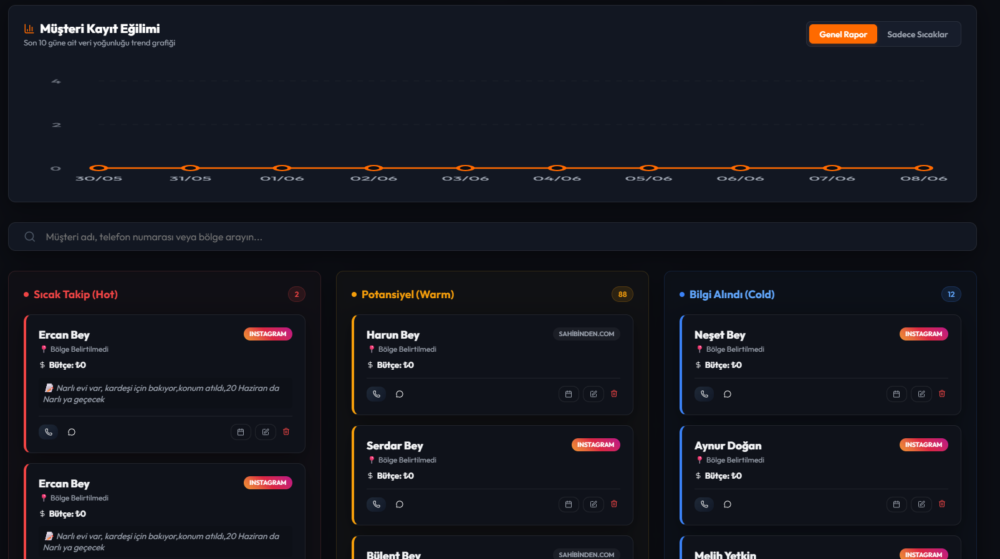 Müşteri Kayıt Eğilimi
Son 10 güne ait veri yoğunluğu trend grafiği
Genel Rapor
Sadece Sıcaklar
4
2
0
30/05 31/05 01/06 02/06 03/06 04/06 05/06 06/06 07/06 08/06
Müşteri adı, telefon numarası veya bölge arayın...
Sıcak Takip (Hot)
2
Ercan Bey
INSTAGRAM
Bölge Belirtilmedi
$ Bütçe: ₺0
Narlı evi var, kardeşi için bakıyor,konum atıldı,20 Haziran da
Narlı ya geçecek
Ercan Bey
INSTAGRAM
Bölge Belirtilmedi
$ Bütçe: ₺0
Narlı evi var, kardeşi için bakıyor,konum atıldı,20 Haziran da
Narlı ya geçecek
Potansiyel (Warm)
88
Harun Bey
SAHİBİNDEN.COM
Bölge Belirtilmedi
$ Bütçe: ₺0
Serdar Bey
INSTAGRAM
Bölge Belirtilmedi
$ Bütçe: ₺0
Bülent Bey
SAHİBİNDEN.COM
Bilgi Alındı (Cold)
12
Neşet Bey
INSTAGRAM
Bölge Belirtilmedi
$ Bütçe: ₺0
Aynur Doğan
INSTAGRAM
Bölge Belirtilmedi
$ Bütçe: ₺0
Melih Yetkin
INSTAGRAM